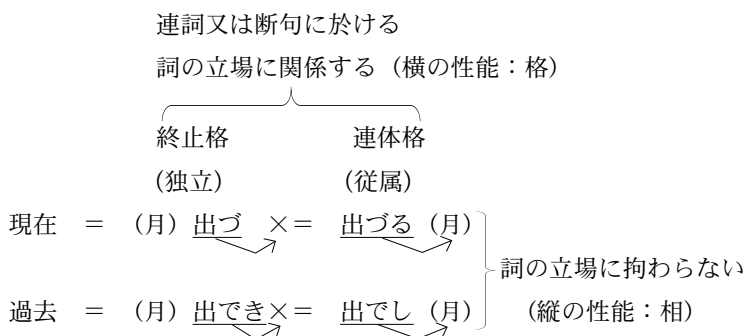 連詞又は断句に於ける
詞の立場に関係する（横の性能：格）
終止格 連体格
（独立） （従属）
現在 ＝ （月）出づ ×＝ 出づる（月）
詞の立場に拘わらない
過去 ＝ （月）出でき×＝ 出でし（月） （縦の性能：相）